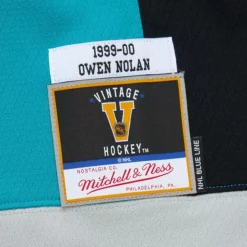 1999-00
OWEN NOLAN
VINTAGE
V
HOCKEY
© NHL
NOSTALGIA CO.
Mitchell & Ness
PHILADELPHIA, PA.
NHL BLUE LINE